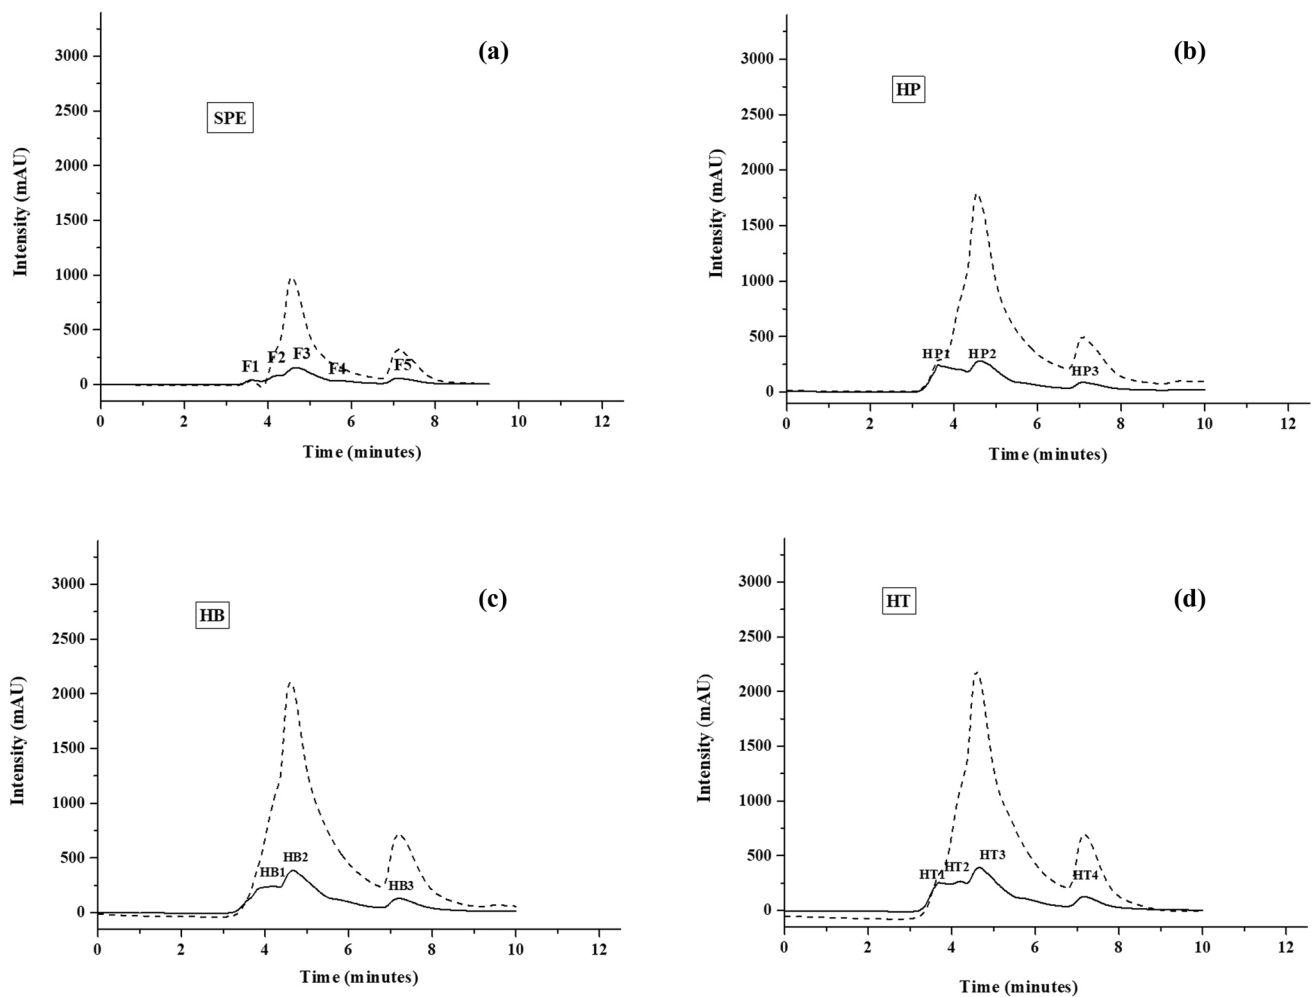 (a)
SPE
3000
2500
2000
1500
1000
500
0
Intensity (mAU)
F1
F2
F3
F4
F5
0 2 4 6 8 10 12
Time (minutes)
(b)
HP
3000
2500
2000
1500
1000
500
0
Intensity (mAU)
HP1
HP2
HP3
0 2 4 6 8 10 12
Time (minutes)
(c)
HB
3000
2500
2000
1500
1000
500
0
Intensity (mAU)
HB1
HB2
HB3
0 2 4 6 8 10 12
Time (minutes)
(d)
HT
3000
2500
2000
1500
1000
500
0
Intensity (mAU)
HT1
HT2
HT3
HT4
0 2 4 6 8 10 12
Time (minutes)